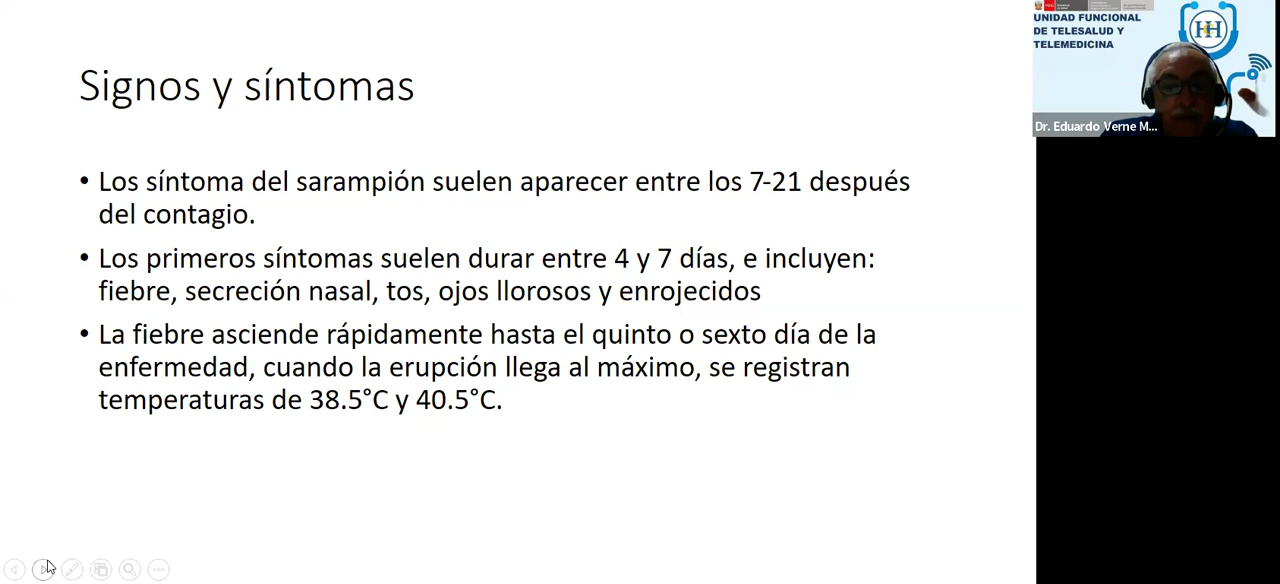 Signos y síntomas
• Los síntoma del sarampión suelen aparecer entre los 7-21 después
del contagio.
• Los primeros síntomas suelen durar entre 4 y 7 días, e incluyen:
fiebre, secreción nasal, tos, ojos llorosos y enrojecidos
• La fiebre asciende rápidamente hasta el quinto o sexto día de la
enfermedad, cuando la erupción llega al máximo, se registran
temperaturas de 38.5°C y 40.5°C.
UNIDAD FUNCIONAL
DE TELESALUD Y
TELEMEDICINA
Dr. Eduardo Verne M...